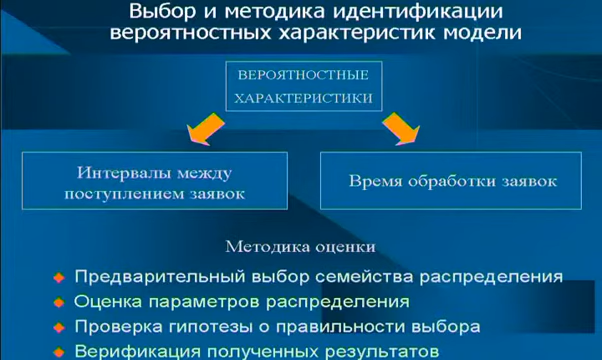 Выбор и методика идентификации
вероятностных характеристик модели
ВЕРОЯТНОСТНЫЕ
ХАРАКТЕРИСТИКИ
Интервалы между
поступлением заявок
Время обработки заявок
Методика оценки
Предварительный выбор семейства распределения
Оценка параметров распределения
Проверка гипотезы о правильности выбора
Верификация полученных результатов